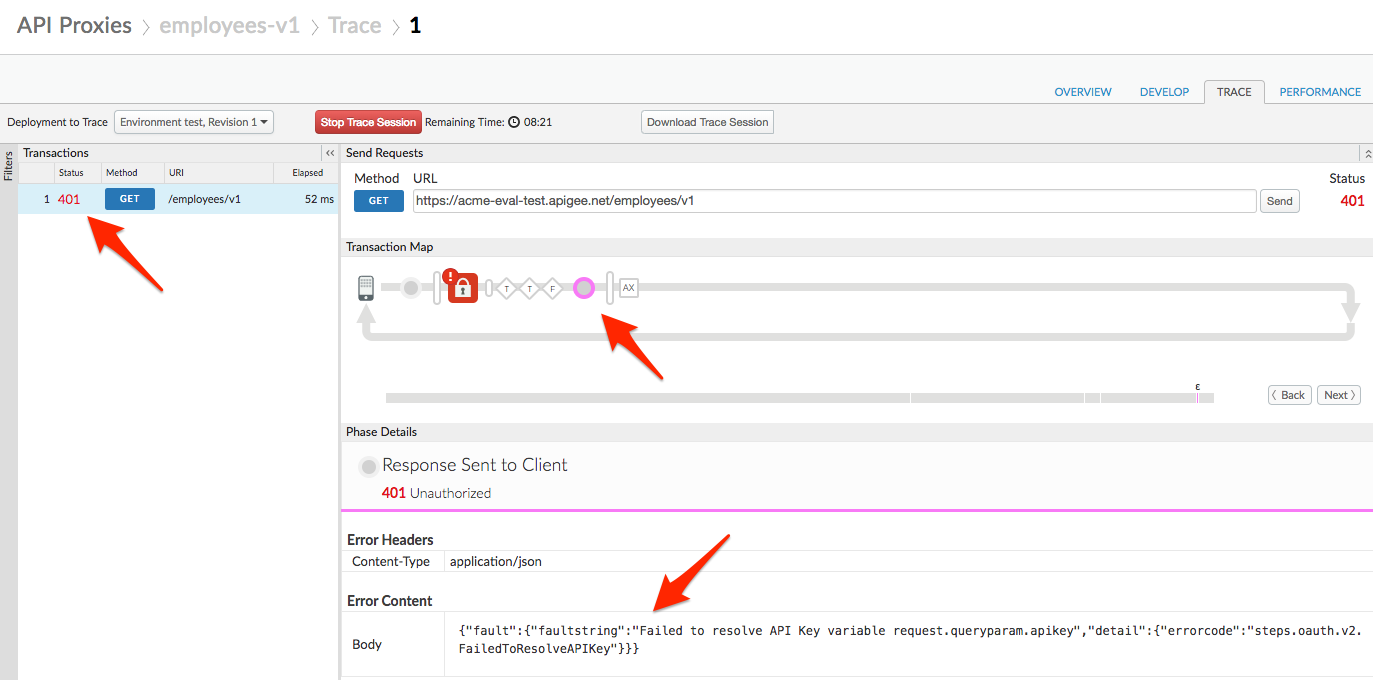 API Proxies > employees-v1 > Trace > 1
OVERVIEW DEVELOP TRACE PERFORMANCE
Deployment to Trace Environment test, Revision 1 Stop Trace Session Remaining Time: 08:21 Download Trace Session
Filters
Transactions <<
Status Method URI Elapsed
1 401 GET /employees/v1 52 ms
Send Requests
Method URL Status
GET https://acme-eval-test.apigee.net/employees/v1 Send 401
Transaction Map
! T T F AX
ε
Back Next
Phase Details
Response Sent to Client
401 Unauthorized
Error Headers
Content-Type application/json
Error Content
Body
{"fault":{"faultstring":"Failed to resolve API Key variable request.queryparam.apikey","detail":{"errorcode":"steps.oauth.v2.
FailedToResolveAPIKey"}}}